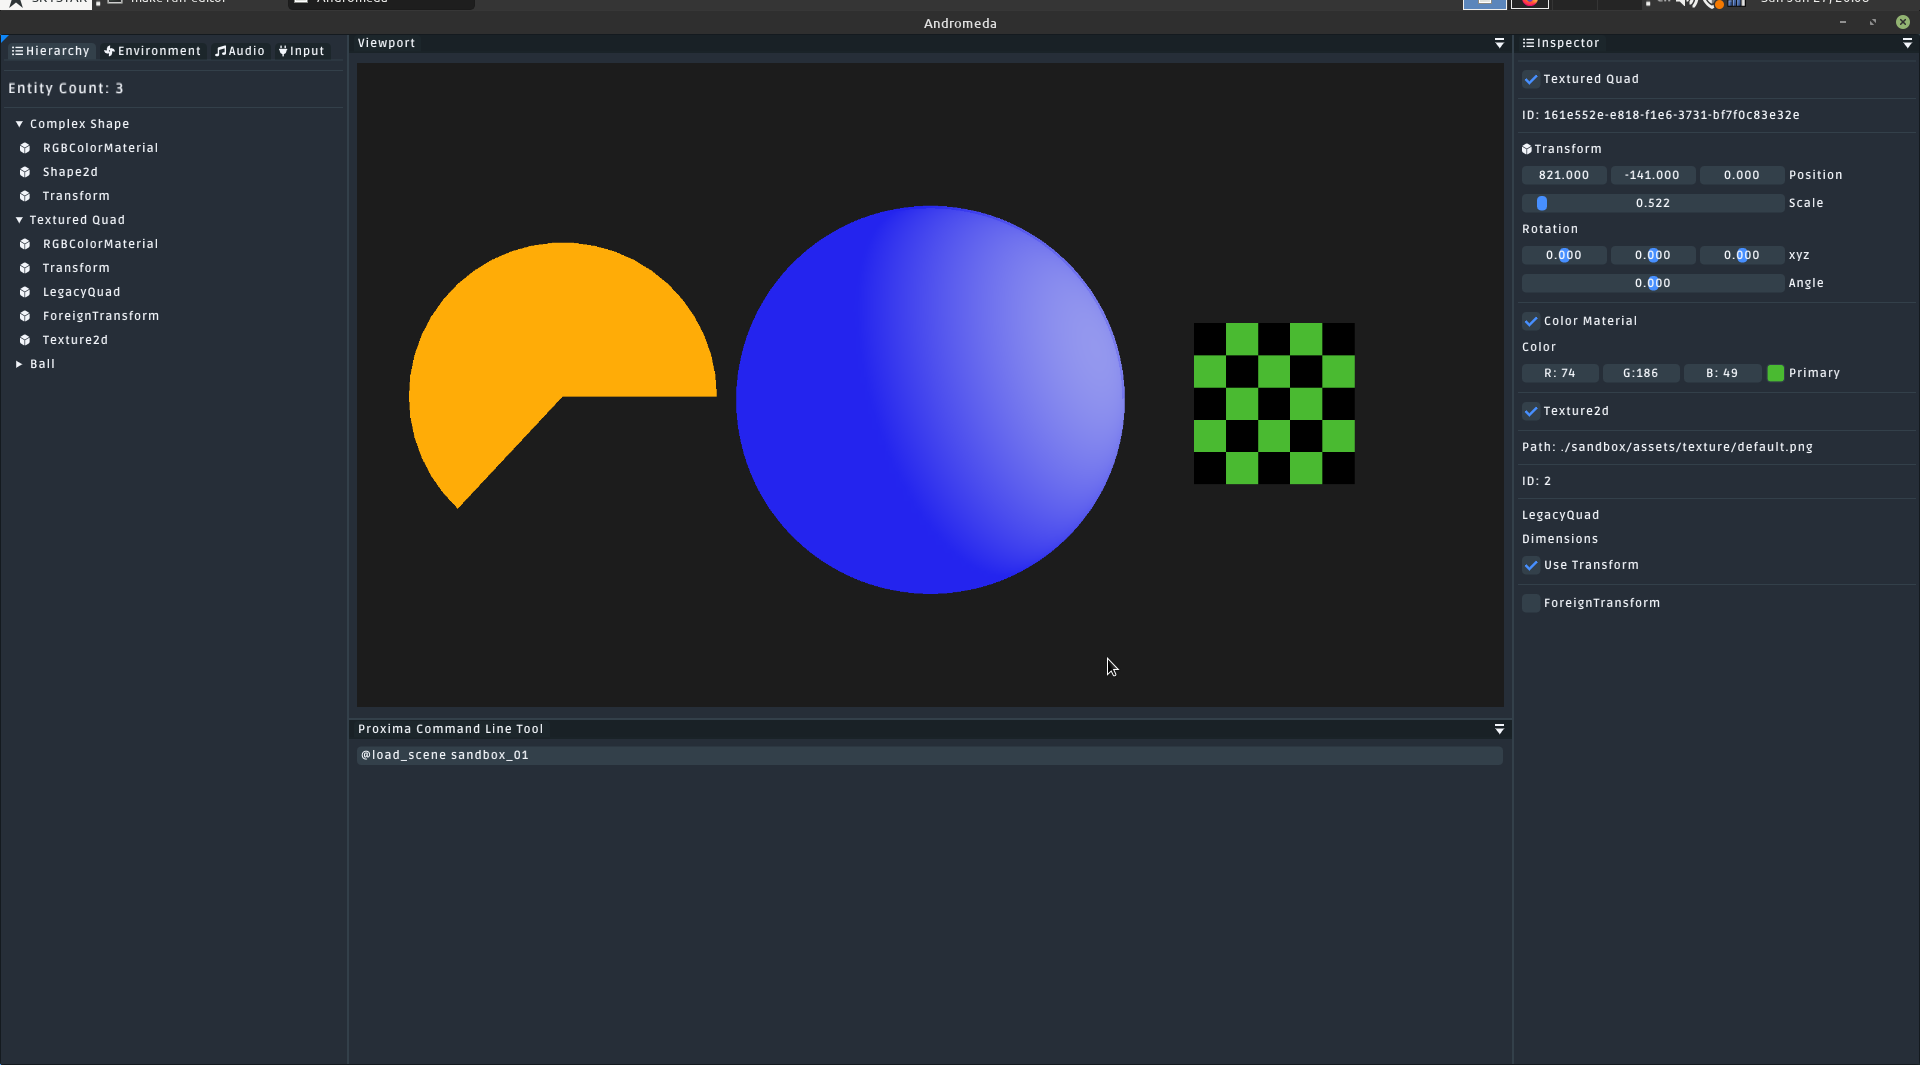 Andromeda
Hierarchy Environment Audio Input
Entity Count: 3
Complex Shape
RGBColorMaterial
Shape2d
Transform
Textured Quad
RGBColorMaterial
Transform
LegacyQuad
ForeignTransform
Texture2d
Ball
Viewport
Proxima Command Line Tool
@load_scene sandbox_01
Inspector
Textured Quad
ID: 161e552e-e818-f1e6-3731-bf7f0c83e32e
Transform
821.000 -141.000 0.000 Position
0.522 Scale
Rotation
0.000 0.000 0.000 xyz
0.000 Angle
Color Material
Color
R: 74 G:186 B: 49 Primary
Texture2d
Path: ./sandbox/assets/texture/default.png
ID: 2
LegacyQuad
Dimensions
Use Transform
ForeignTransform